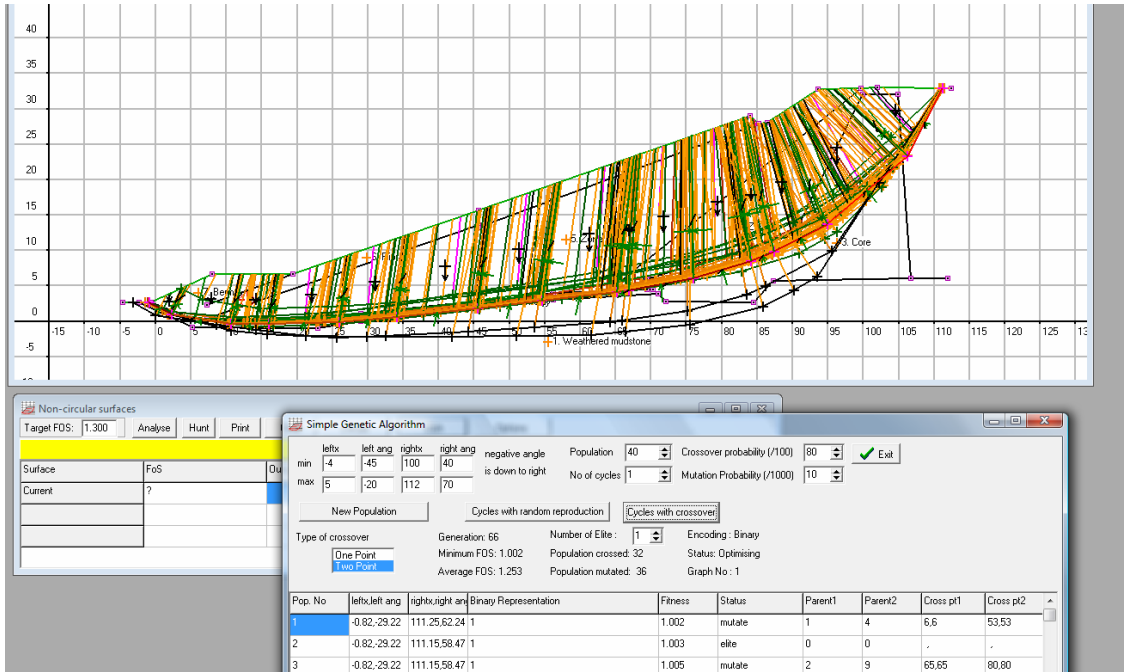 40
35
30
25
20
15
10
5
0
-5
3. Core
-15 -10 25 30 35 40 45 50 55 60 65 70 75 80 85 90 95 100 105 110 115 120 125
1. Weathered mudstone
Non-circular surfaces
Target FOS: 1.300 Analyse Hunt Print
Surface FoS
Current ?
Simple Genetic Algorithm
leftx left ang rightx right ang
min -4 -45 100 40
max 5 -20 112 70
negative angle
is down to right
Population 40 Crossover probability (/100) 80 Exit
No of cycles 1 Mutation Probability (/1000) 10
New Population Cycles with random reproduction Cycles with crossover
Type of crossover
One Point
Two Point
Generation: 66 Number of Elite : 1 Encoding : Binary
Minimum FOS: 1.002 Population crossed: 32 Status: Optimising
Average FOS: 1.253 Population mutated: 36 Graph No : 1
Pop. No leftx,left ang rightx,right an Binary Representation Fitness Status Parent1 Parent2 Cross pt1 Cross pt2
1 -0.82,-29.22 111.25,62.24 1 1.002 mutate 1 4 6,6 53,53
2 -0.82,-29.22 111.15,58.47 1 1.003 elite 0 0 , ,
3 -0.82,-29.22 111.15,58.47 1 1.005 mutate 2 9 65,65 80,80